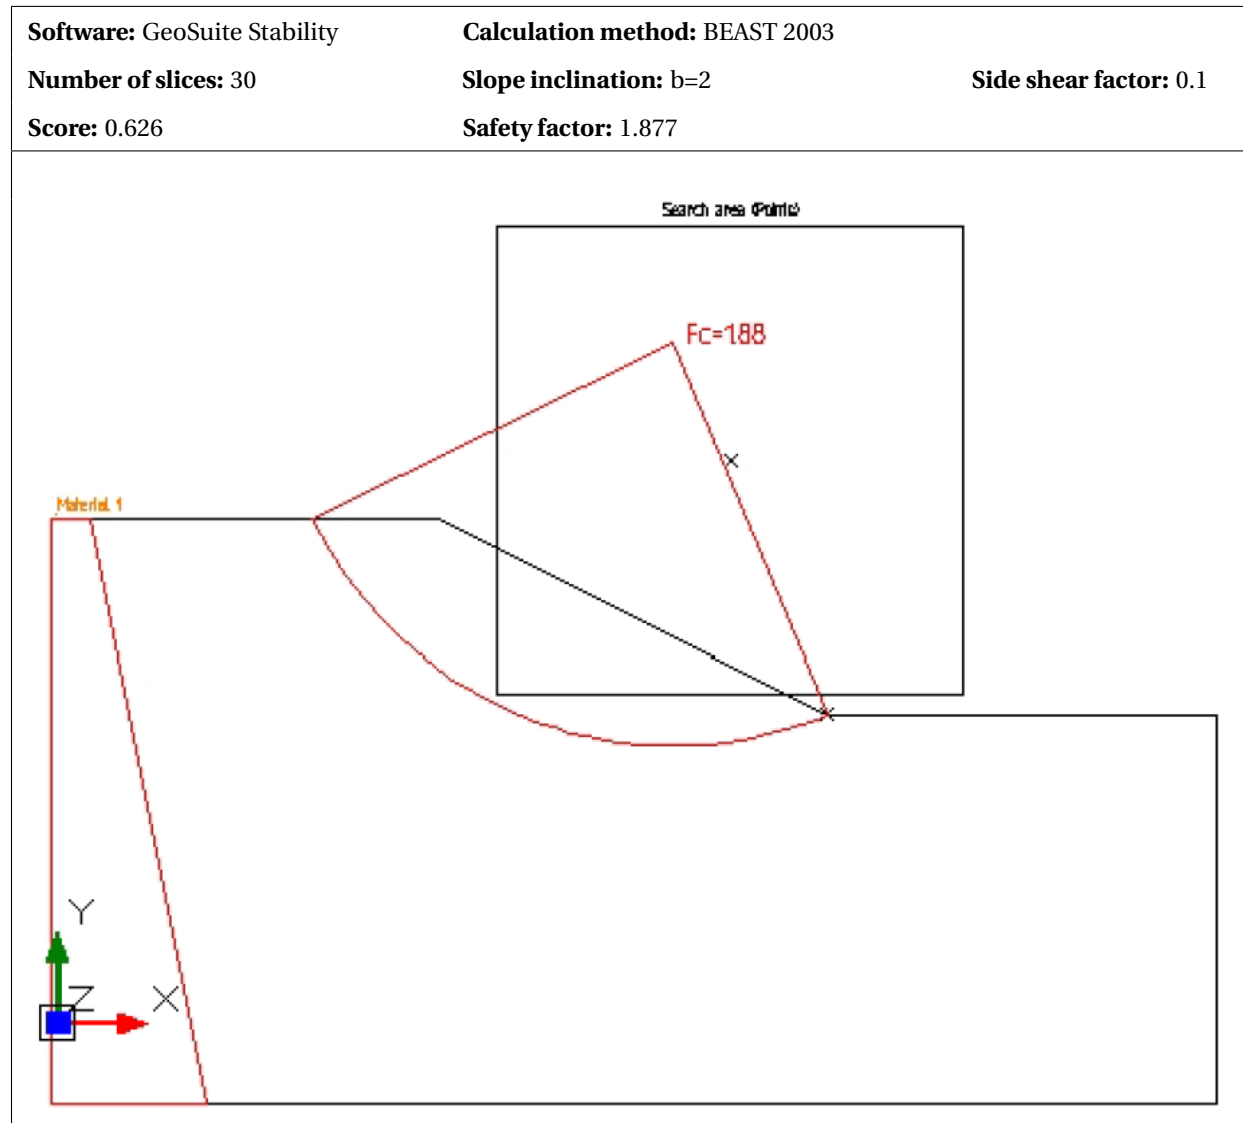 Software: GeoSuite Stability Calculation method: BEAST 2003
Number of slices: 30 Slope inclination: b=2 Side shear factor: 0.1
Score: 0.626 Safety factor: 1.877
Search area (Points)
Fc=1.88
Material 1
Y
Z X